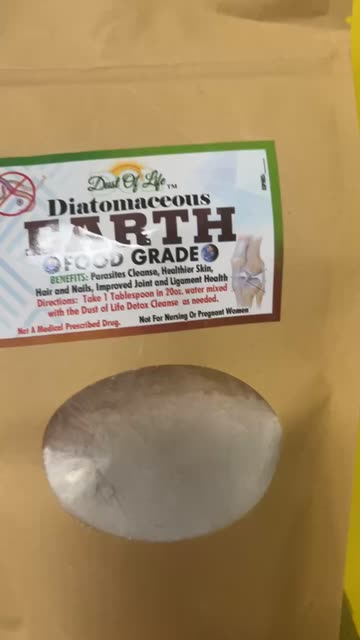 Dust Of Life TM
Diatomaceous
EARTH
FOOD GRADE
BENEFITS: Parasites Cleanse, Healthier Skin,
Hair and Nails, Improved Joint and Ligament Health
Directions: Take 1 Tablespoon in 20oz. water mixed
with the Dust of Life Detox Cleanse as needed.
Not A Medical Prescribed Drug.
Not For Nursing Or Pregnant Women